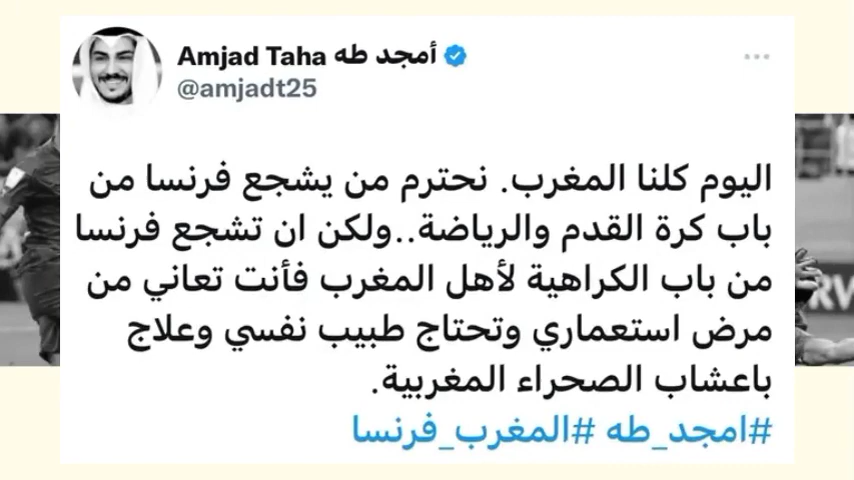 Amjad Taha أمجد طه
@amjadt25
اليوم كلنا المغرب. نحترم من يشجع فرنسا من
باب كرة القدم والرياضة..ولكن ان تشجع فرنسا
من باب الكراهية لأهل المغرب فأنت تعاني من
مرض استعماري وتحتاج طبيب نفسي وعلاج
باعشاب الصحراء المغربية.
#امجد_طه #المغرب_فرنسا